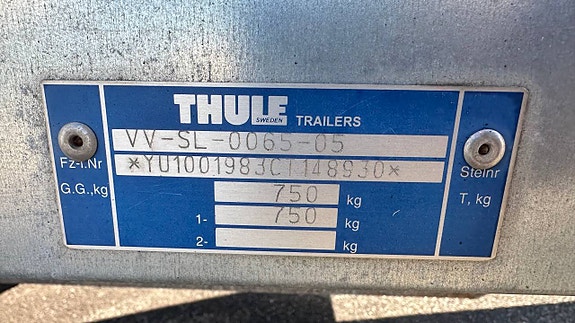 THULE
SWEDEN TRAILERS
VV-SL-0065-05
Fz-I.Nr *YU1001983C1148930* Stelnr
G.G.,kg 750 kg T, kg
1- 750 kg
2- kg